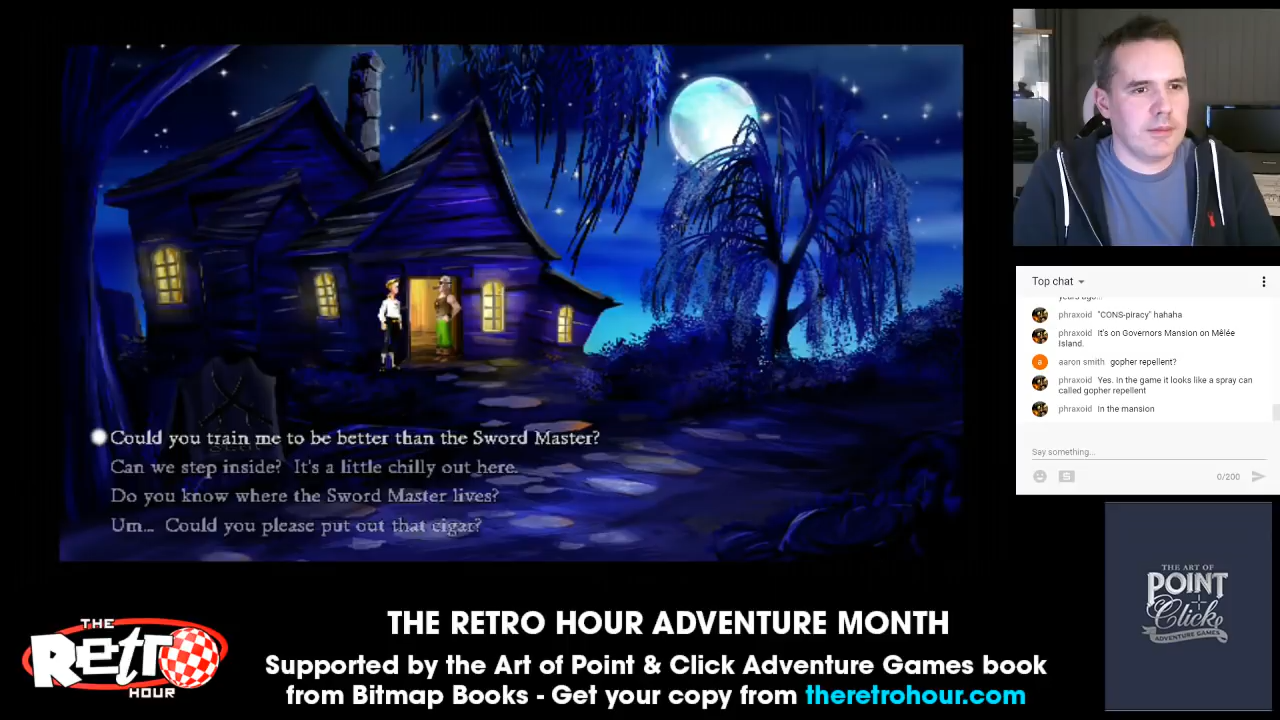 Could you train me to be better than the Sword Master?
Can we step inside? It's a little chilly out here.
Do you know where the Sword Master lives?
Um... Could you please put out that cigar?
Top chat
years ago...
phraxoid "CONS-piracy" hahaha
phraxoid It's on Governors Mansion on Mêlée
Island.
a
aaron smith gopher repellent?
phraxoid Yes. In the game it looks like a spray can
called gopher repellent
phraxoid In the mansion
Say something...
0/200
THE ART OF
POINT
Click
ADVENTURE GAMES
THE
Retro
HOUR
THE RETRO HOUR ADVENTURE MONTH
Supported by the Art of Point & Click Adventure Games book
from Bitmap Books - Get your copy from theretrohour.com